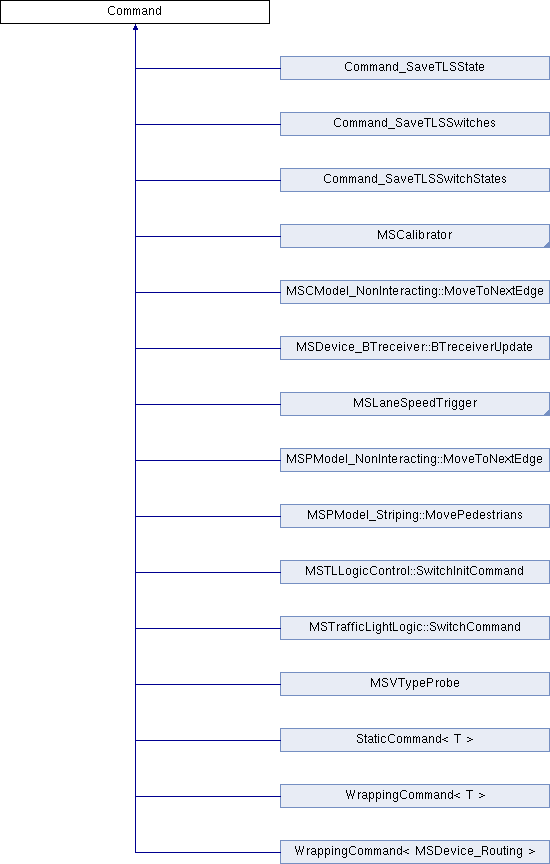 Command
Command_SaveTLSState
Command_SaveTLSSwitches
Command_SaveTLSSwitchStates
MSCalibrator
MSCModel_NonInteracting::MoveToNextEdge
MSDevice_BTreceiver::BTreceiverUpdate
MSLaneSpeedTrigger
MSPModel_NonInteracting::MoveToNextEdge
MSPModel_Striping::MovePedestrians
MSTLLogicControl::SwitchInitCommand
MSTrafficLightLogic::SwitchCommand
MSVTypeProbe
StaticCommand< T >
WrappingCommand< T >
WrappingCommand< MSDevice_Routing >